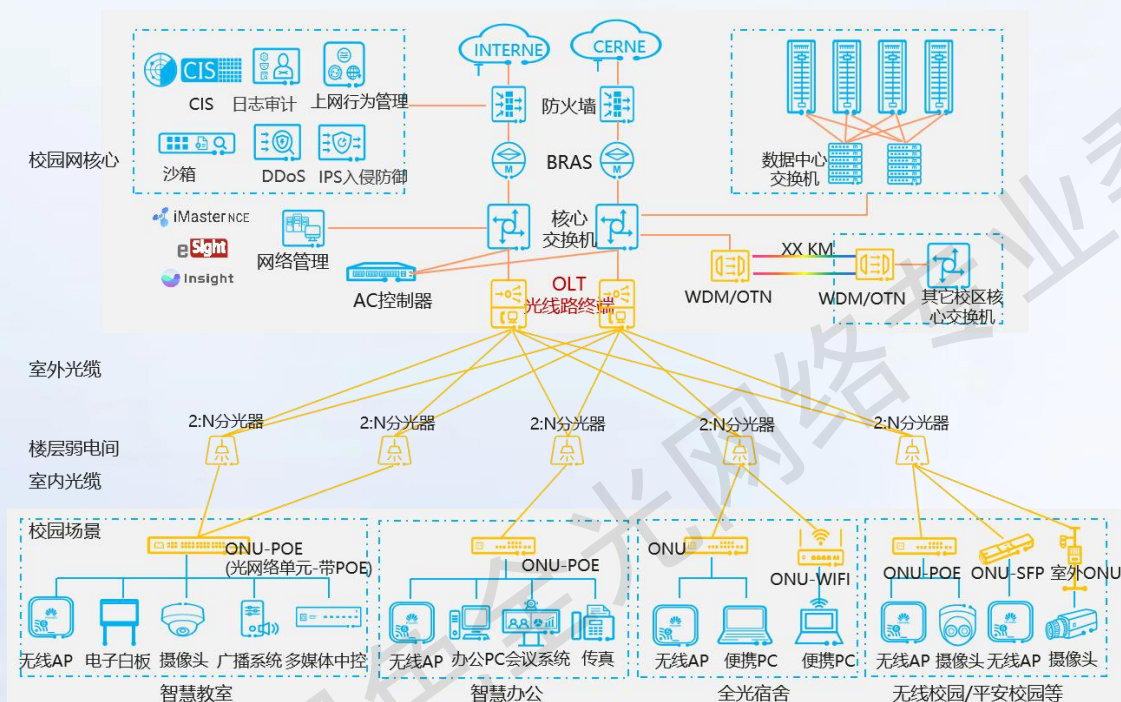 INTERNE
T
CERNE
T
CIS
CIS
日志审计
上网行为管理
防火墙
校园网核心
沙箱
DDoS
IPS入侵防御
BRAS
M
M
数据中心
交换机
iMaster NCE
eSight
Insight
网络管理
核心
交换机
AC控制器
OLT
光线路终端
WDM/OTN
XX KM
WDM/OTN
其它校区核
心交换机
室外光缆
2:N分光器
2:N分光器
2:N分光器
2:N分光器
2:N分光器
楼层弱电间
室内光缆
校园场景
ONU-POE
(光网络单元-带POE)
ONU-POE
ONU
ONU-WIFI
ONU-POE
ONU-SFP
室外ONU
无线AP
电子白板
摄像头
广播系统
多媒体中控
无线AP
办公PC
会议系统
传真
无线AP
便携PC
便携PC
无线AP
摄像头
无线AP
摄像头
智慧教室
智慧办公
全光宿舍
无线校园/平安校园等